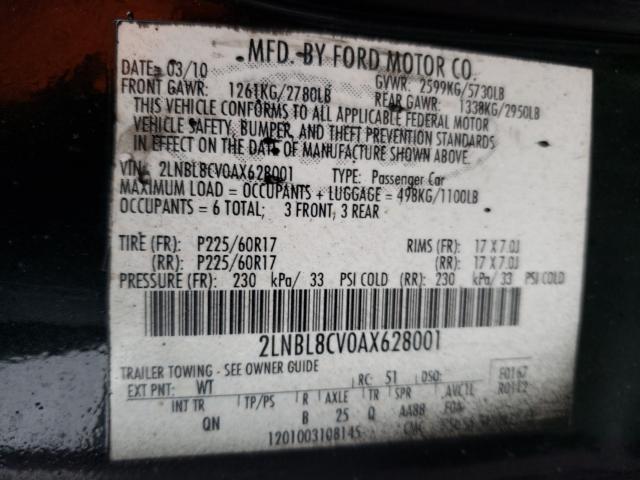 MFD. BY FORD MOTOR CO.
DATE: 03/10 GVWR: 2599KG/5730LB
FRONT GAWR: 1261KG/2780LB REAR GAWR: 1338KG/2950LB
THIS VEHICLE CONFORMS TO ALL APPLICABLE FEDERAL MOTOR
VEHICLE SAFETY, BUMPER, AND THEFT PREVENTION STANDARDS
IN EFFECT ON THE DATE OF MANUFACTURE SHOWN ABOVE.
VIN: 2LNBL8CV0AX628001 TYPE: Passenger Car
MAXIMUM LOAD = OCCUPANTS + LUGGAGE = 498KG/1100LB
OCCUPANTS = 6 TOTAL; 3 FRONT, 3 REAR
TIRE (FR): P225/60R17 RIMS (FR): 17 X 7.0J
(RR): P225/60R17 (RR): 17 X 7.0J
PRESSURE (FR): 230 kPa/ 33 PSI COLD (RR): 230 kPa/ 33 PSI COLD
2LNBL8CV0AX628001
TRAILER TOWING - SEE OWNER GUIDE
EXT PNT: WT RC: 51 DSO: F0167
R0112
INT TR TP/PS R AXLE TR SPR
QN B 25 Q AA88
1201003108145